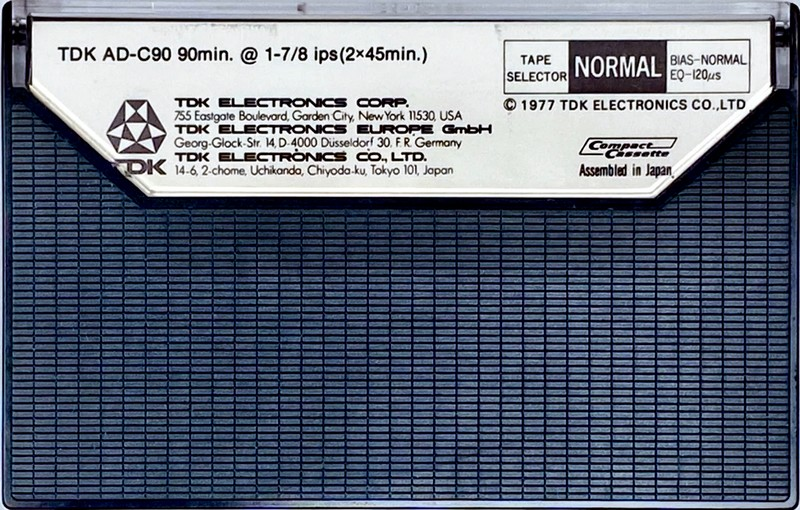 TDK AD-C90 90min. @ 1-7/8 ips(2×45min.)
TAPE
SELECTOR
NORMAL
BIAS-NORMAL
EQ-120µs
© 1977 TDK ELECTRONICS CO.,LTD
TDK ELECTRONICS CORP.
755 Eastgate Boulevard, Garden City, New York 11530, USA
TDK ELECTRONICS EUROPE GmbH
Georg-Glock-Str. 14, D-4000 Düsseldorf 30, F.R. Germany
TDK ELECTRONICS CO., LTD.
14-6, 2-chome, Uchikanda, Chiyoda-ku, Tokyo 101, Japan
TDK
Compact
Cassette
Assembled in Japan